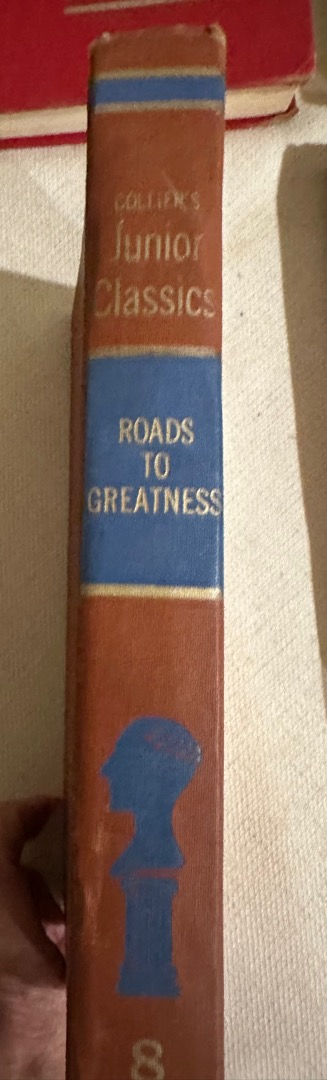 COLLIER'S
Junior
Classics
ROADS
TO
GREATNESS
8